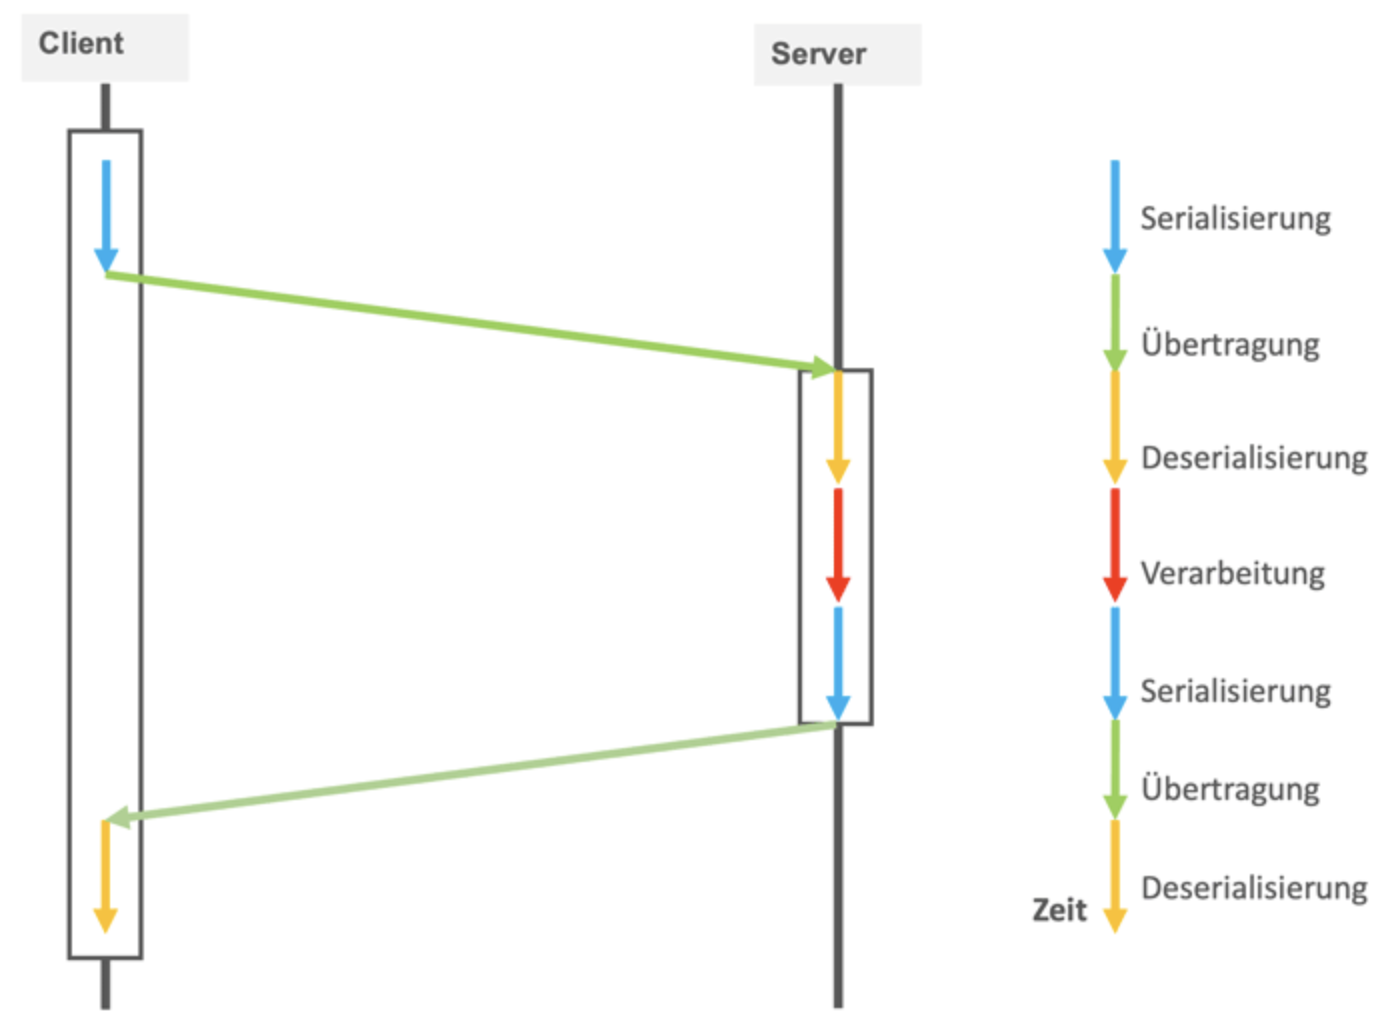 Client
Server
Serialisierung
Übertragung
Deserialisierung
Verarbeitung
Serialisierung
Übertragung
Deserialisierung
Zeit